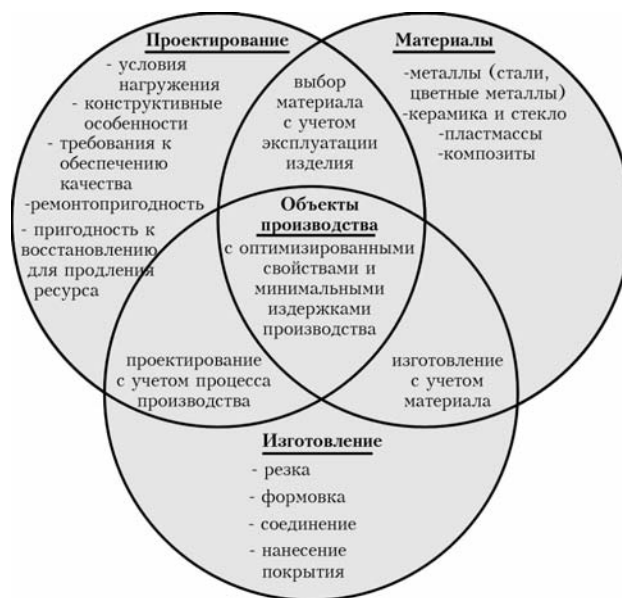 Проектирование
- условия
нагружения
- конструктивные
особенности
- требования к
обеспечению
качества
-ремонтопригодность
- пригодность к
восстановлению
для продления
ресурса
выбор
материала
с учетом
эксплуатации
изделия
Материалы
-металлы (стали,
цветные металлы)
-керамика и стекло
-пластмассы
-композиты
Объекты
производства
с оптимизированными
свойствами и
минимальными
издержками
производства
проектирование
с учетом процесса
производства
изготовление
с учетом
материала
Изготовление
- резка
- формовка
- соединение
- нанесение
покрытия